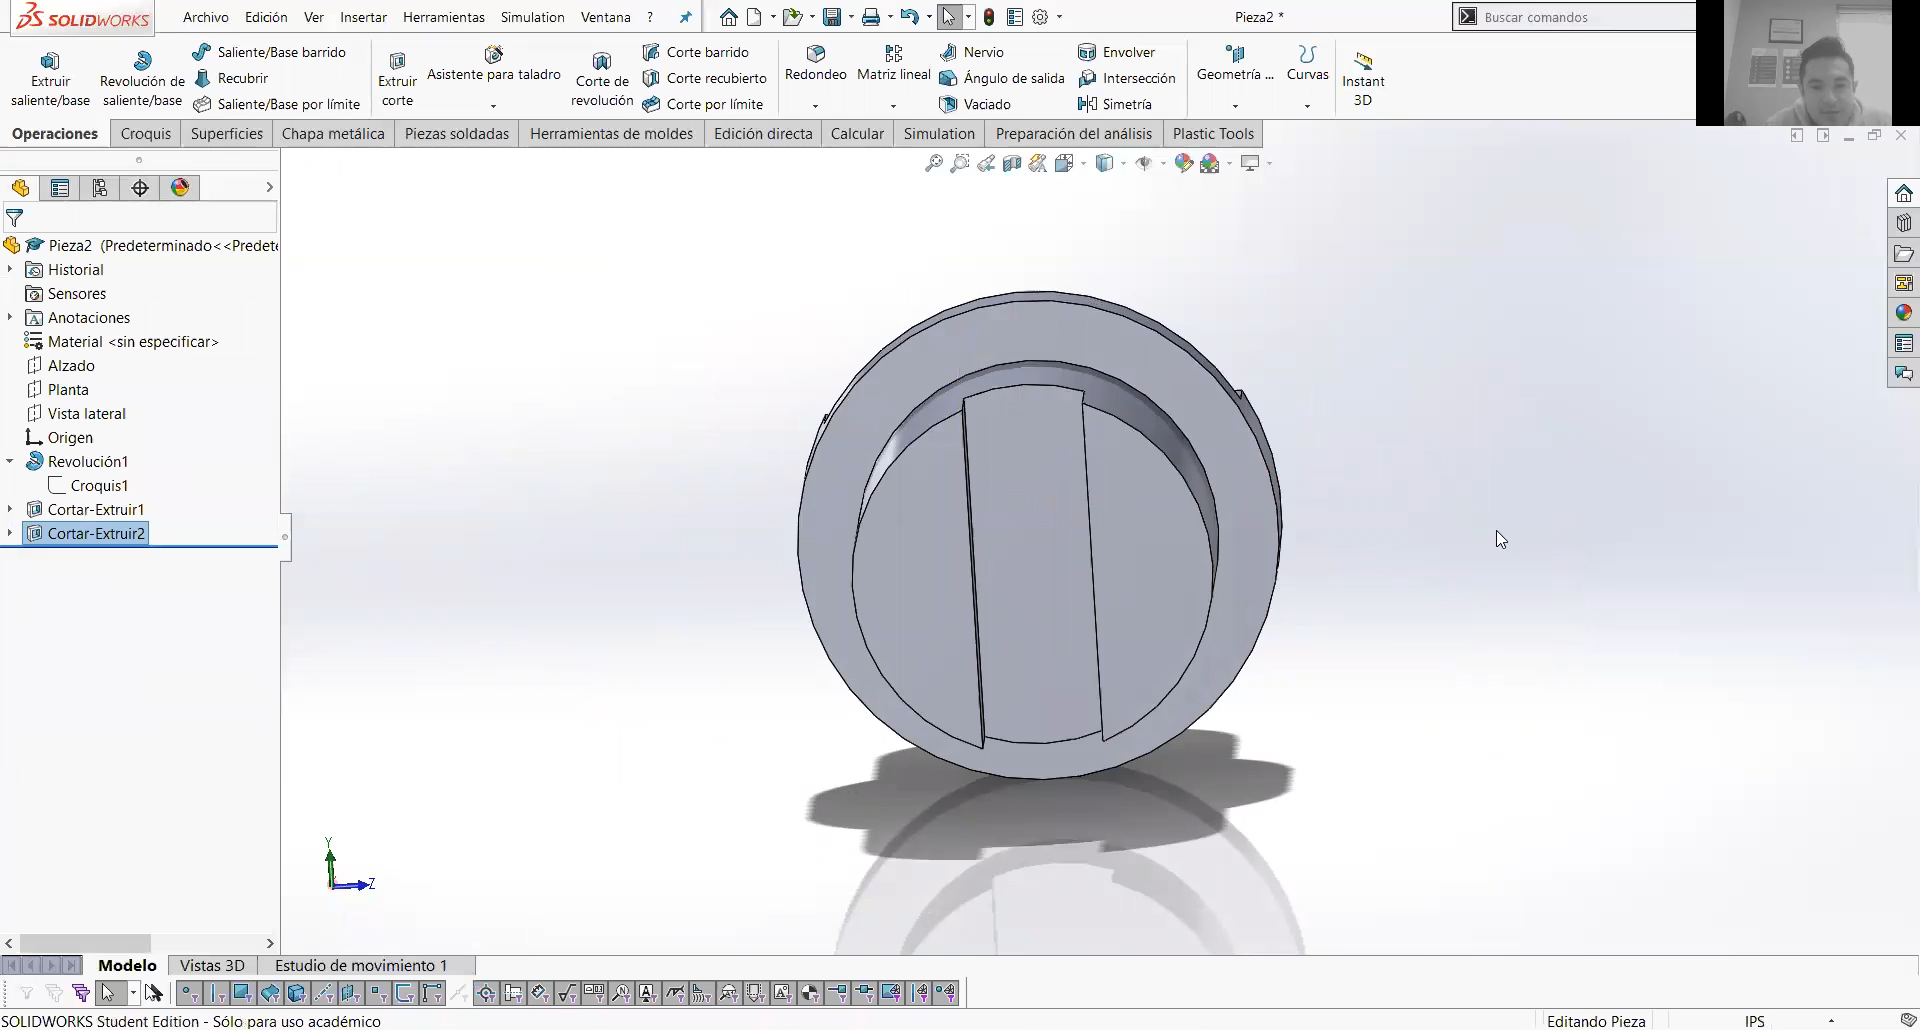 SOLIDWORKS
Archivo Edición Ver Insertar Herramientas Simulation Ventana ?
Pieza2 *
Buscar comandos
Extruir saliente/base
Revolución de saliente/base
Saliente/Base barrido
Recubrir
Saliente/Base por límite
Extruir corte
Asistente para taladro
Corte de revolución
Corte barrido
Corte recubierto
Corte por límite
Redondeo
Matriz lineal
Nervio
Ángulo de salida
Vaciado
Envolver
Intersección
Simetría
Geometría ...
Curvas
Instant 3D
Operaciones Croquis Superficies Chapa metálica Piezas soldadas Herramientas de moldes Edición directa Calcular Simulation Preparación del análisis Plastic Tools
Pieza2 (Predeterminado<<Predete
Historial
Sensores
Anotaciones
Material <sin especificar>
Alzado
Planta
Vista lateral
Origen
Revolución1
Croquis1
Cortar-Extruir1
Cortar-Extruir2
Y
Z
Modelo Vistas 3D Estudio de movimiento 1
SOLIDWORKS Student Edition - Sólo para uso académico
Editando Pieza
IPS